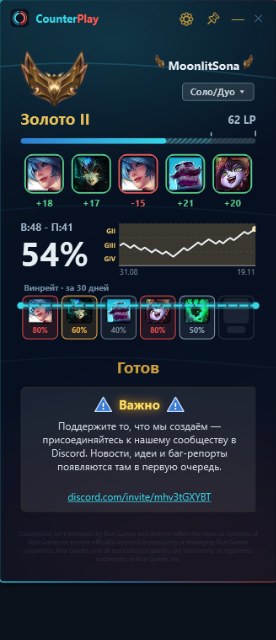 CounterPlay
MoonlitSona
Соло/Дуо
Золото II
62 LP
+18
+17
-15
+21
+20
В:48 - П:41
54%
GII
GIII
GIV
31.08
19.11
Винрейт · за 30 дней
80%
60%
40%
80%
50%
Готов
Важно
Поддержите то, что мы создаём —
присоединяйтесь к нашему сообществу в
Discord. Новости, идеи и баг-репорты
появляются там в первую очередь.
discord.com/invite/mhv3tGXYBT